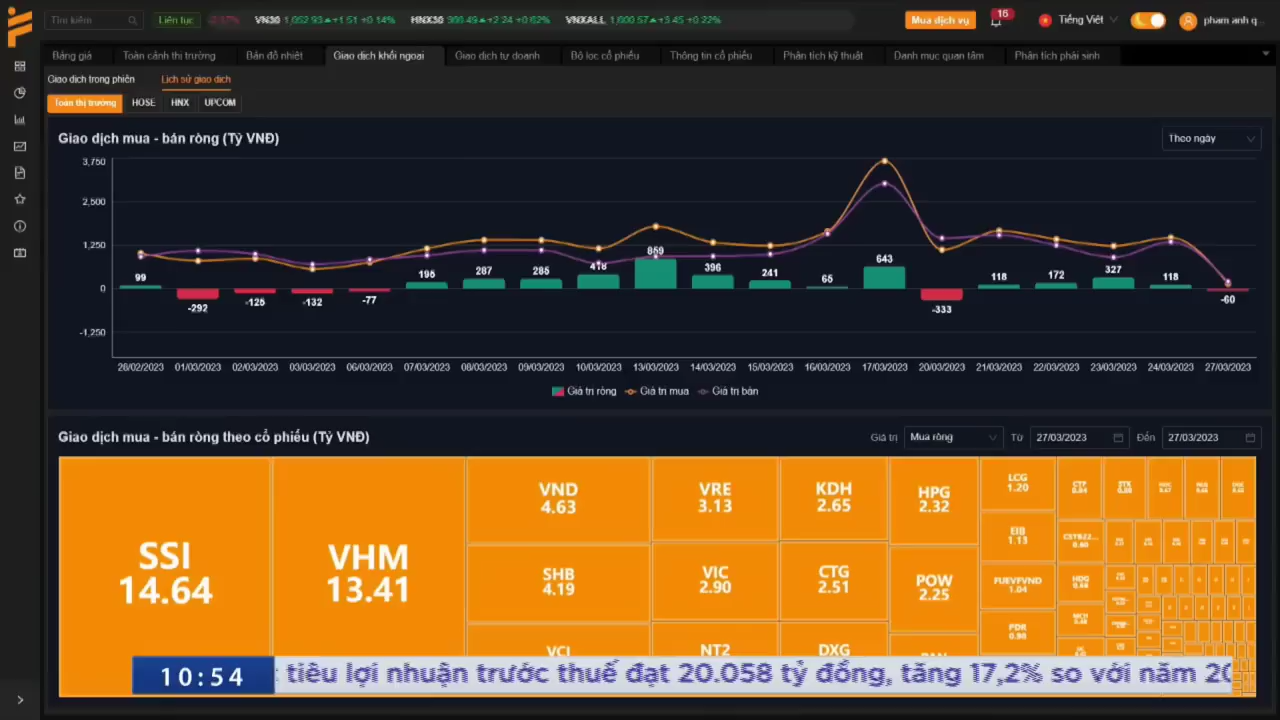 Tìm kiếm
Liên tục
VN30 1,052.93▲+1.51 +0.14% HNX30 VNXALL +3.45 +0.22%
Mua dịch vụ
16
Tiếng Việt
pham anh q...
Bảng giá Toàn cảnh thị trường Bản đồ nhiệt Giao dịch khối ngoại Giao dịch tự doanh Bộ lọc cổ phiếu Thông tin cổ phiếu Phân tích kỹ thuật Danh mục quan tâm Phân tích phái sinh
Giao dịch trong phiên Lịch sử giao dịch
Toàn thị trường HOSE HNX UPCOM
Giao dịch mua - bán ròng (Tỷ VNĐ)
Theo ngày
3,750
2,500
1,250
0
-1,250
99 -292 -125 -132 -77 195 287 285 418 859 396 241 65 643 -333 118 172 327 118 -60
28/02/2023 01/03/2023 02/03/2023 03/03/2023 06/03/2023 07/03/2023 08/03/2023 09/03/2023 10/03/2023 13/03/2023 14/03/2023 15/03/2023 16/03/2023 17/03/2023 20/03/2023 21/03/2023 22/03/2023 23/03/2023 24/03/2023 27/03/2023
Giá trị ròng Giá trị mua Giá trị bán
Giao dịch mua - bán ròng theo cổ phiếu (Tỷ VNĐ)
Giá trị Mua ròng Từ 27/03/2023 Đến 27/03/2023
SSI
14.64
VHM
13.41
VND
4.63
SHB
4.19
VCI
VRE
3.13
VIC
2.90
NT2
KDH
2.65
CTG
2.51
DXG
HPG
2.32
POW
2.25
LCG
1.20
EIB
1.13
FUEVFVND
1.04
PDR
0.98
HDG
10:54
tiêu lợi nhuận trước thuế đạt 20.058 tỷ đồng, tăng 17,2% so với năm 20